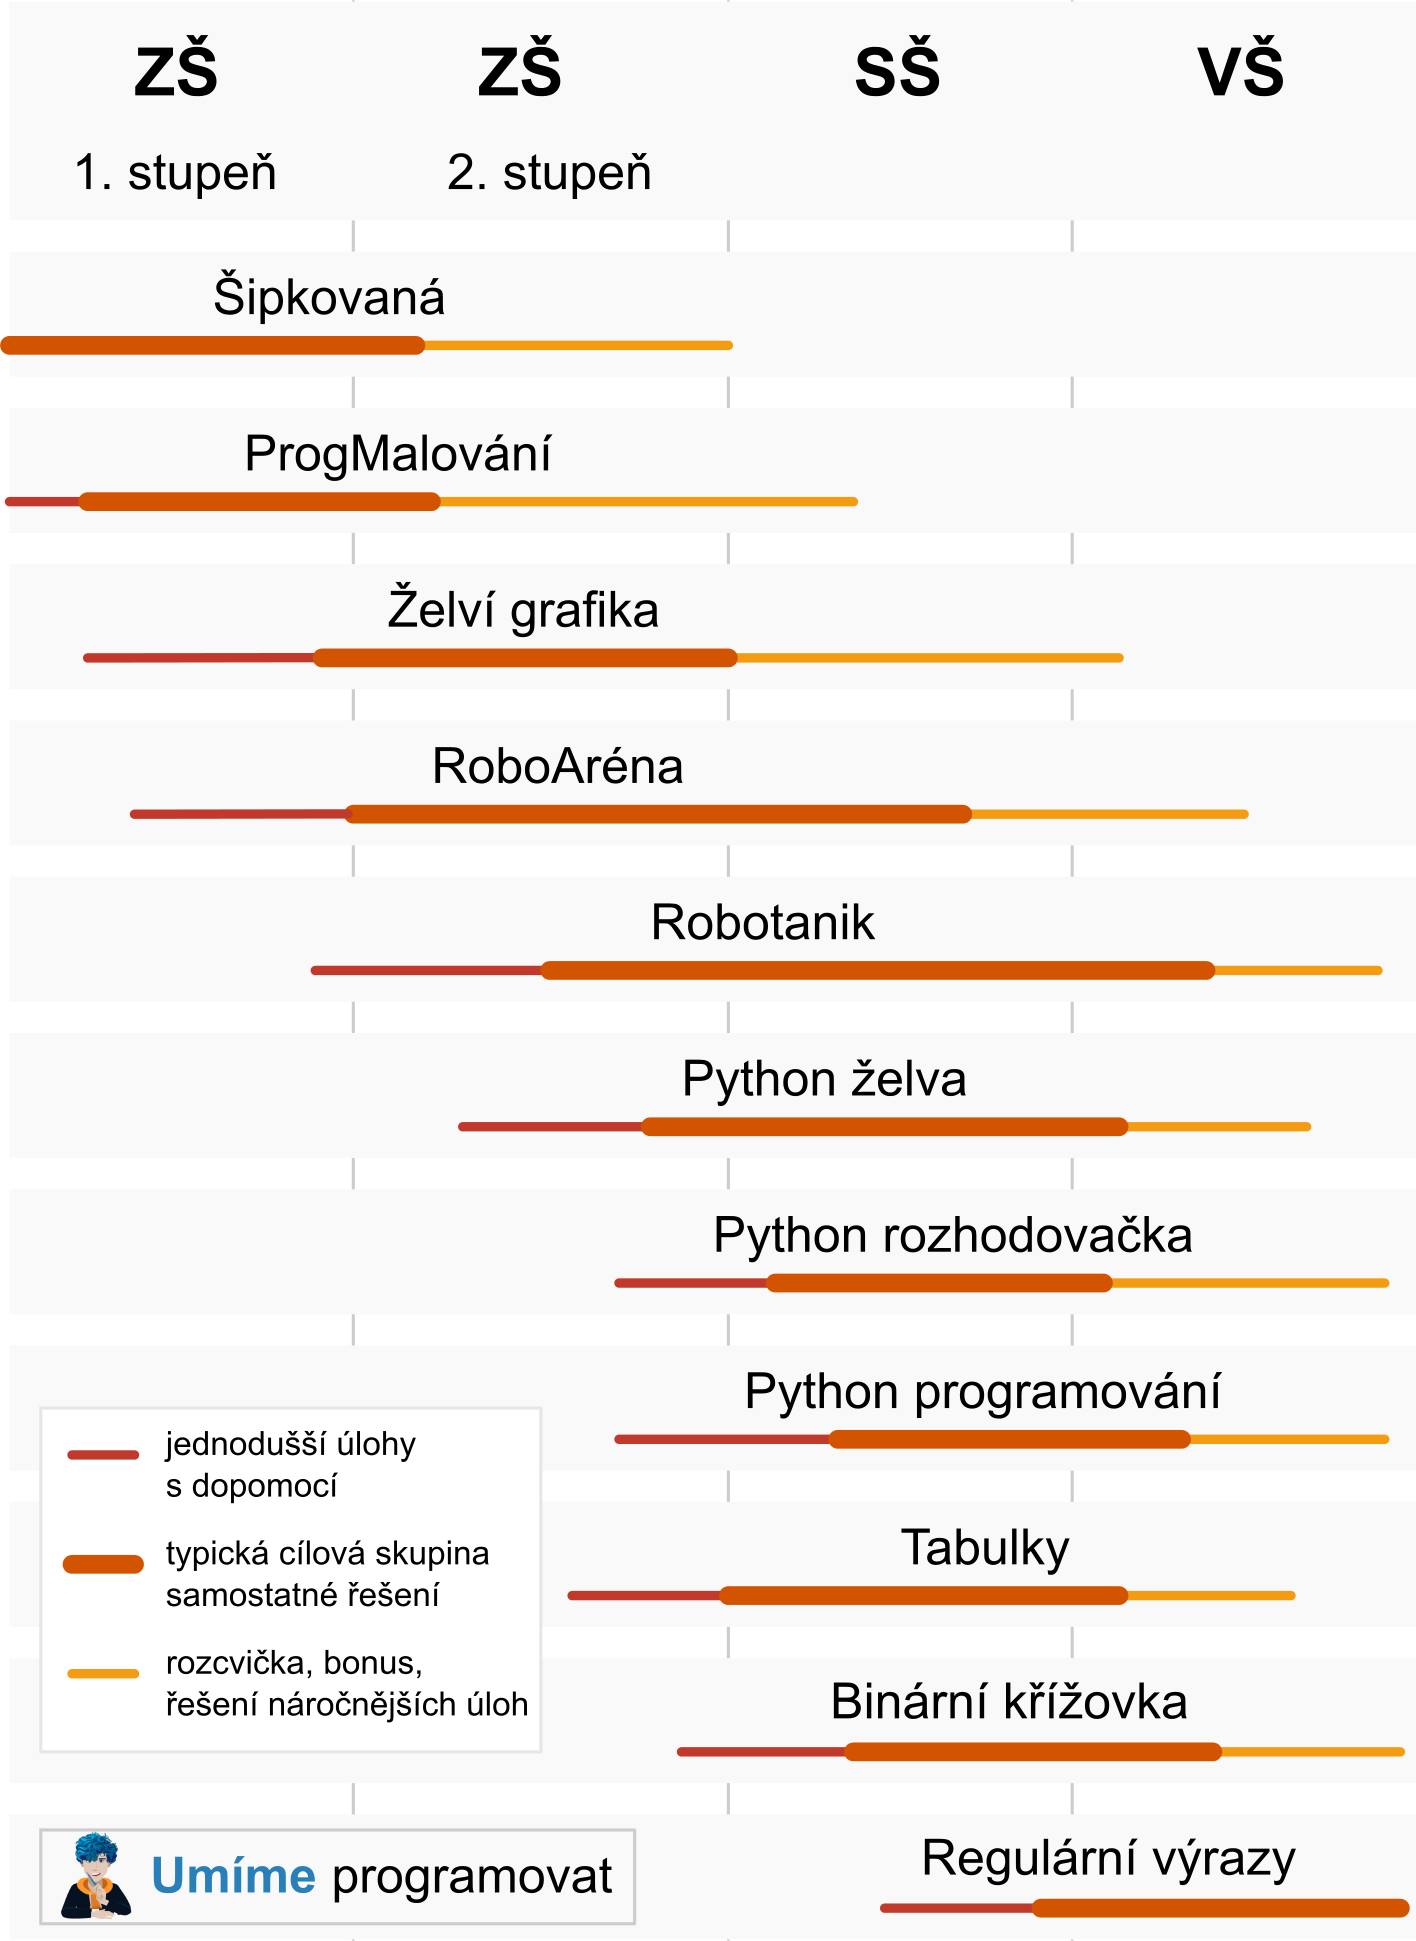 ZŠ ZŠ SŠ VŠ
1. stupeň 2. stupeň
Šipkovaná
ProgMalování
Želví grafika
RoboAréna
Robotanik
Python želva
Python rozhodovačka
Python programování
jednodušší úlohy
s dopomocí
typická cílová skupina
samostatné řešení
rozcvička, bonus,
řešení náročnějších úloh
Tabulky
Binární křížovka
Umíme programovat
Regulární výrazy